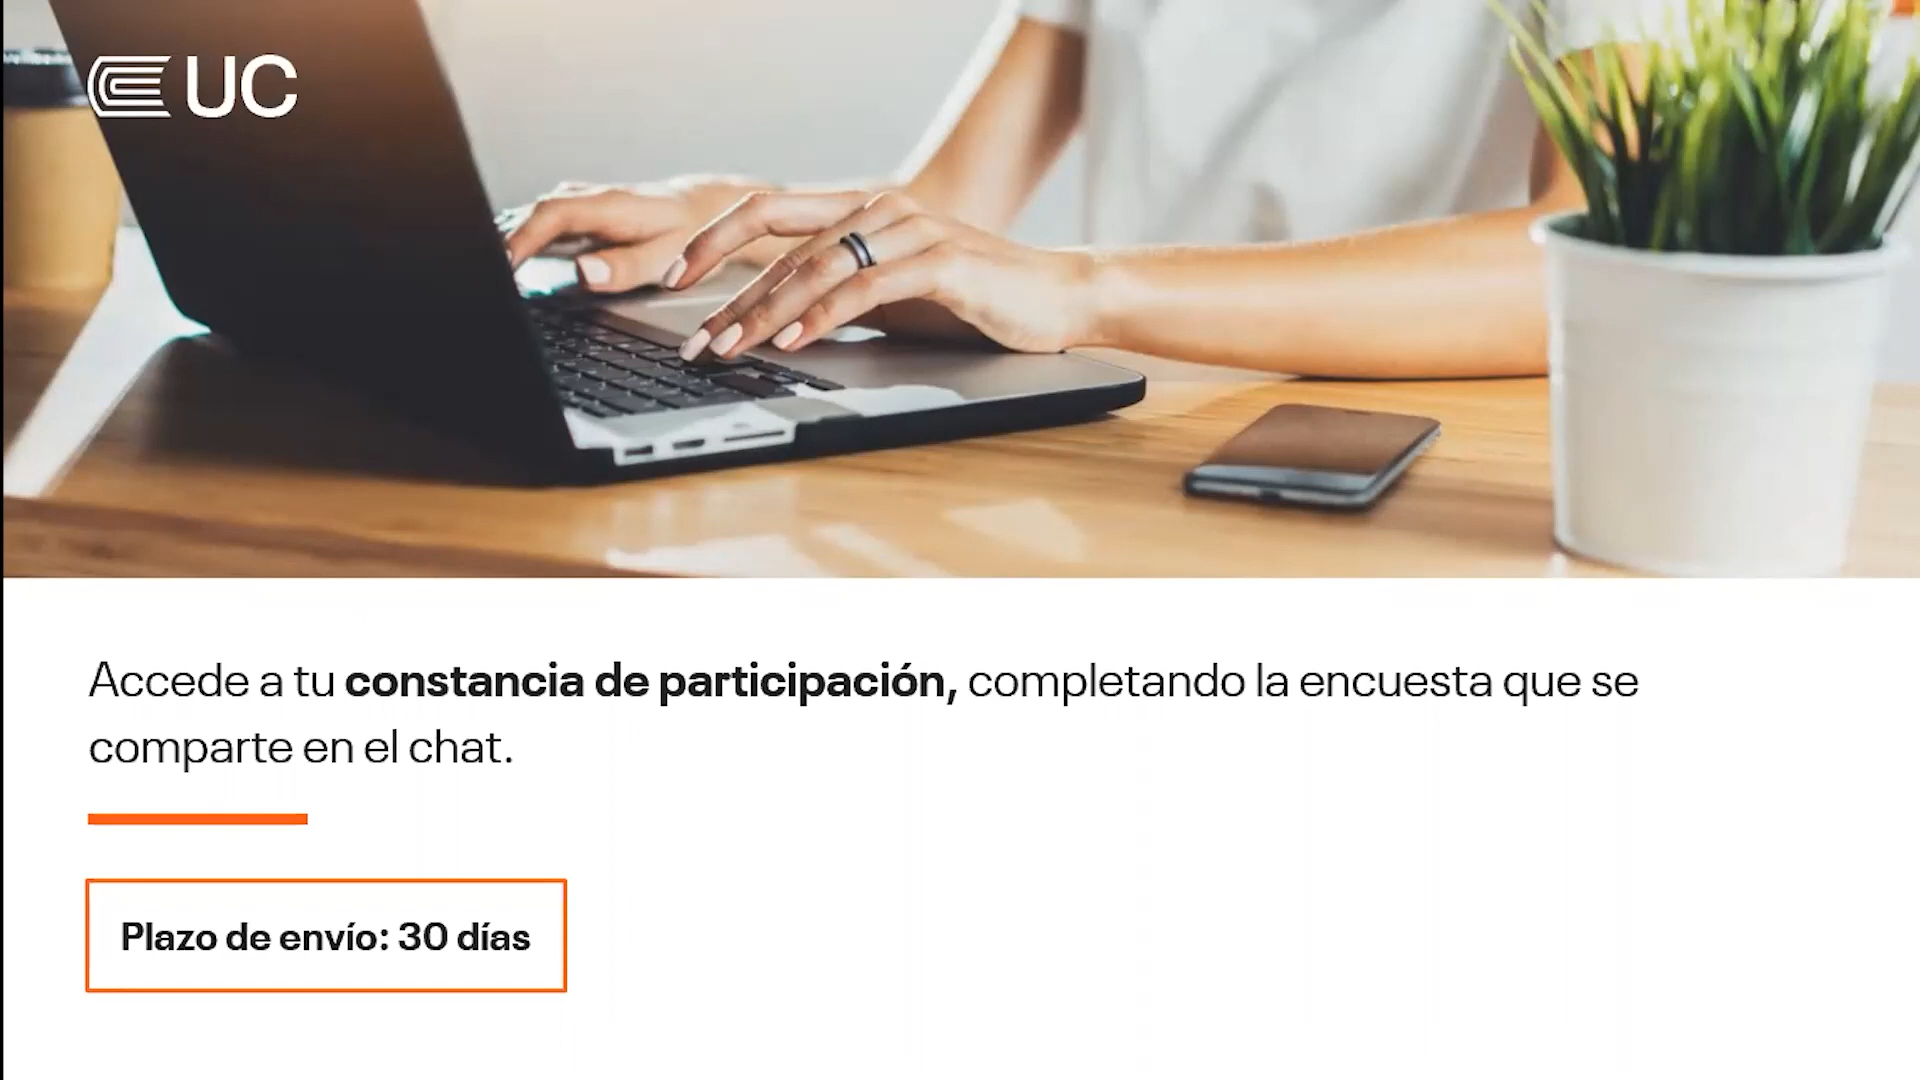 UC
Accede a tu constancia de participación, completando la encuesta que se
comparte en el chat.
Plazo de envío: 30 días